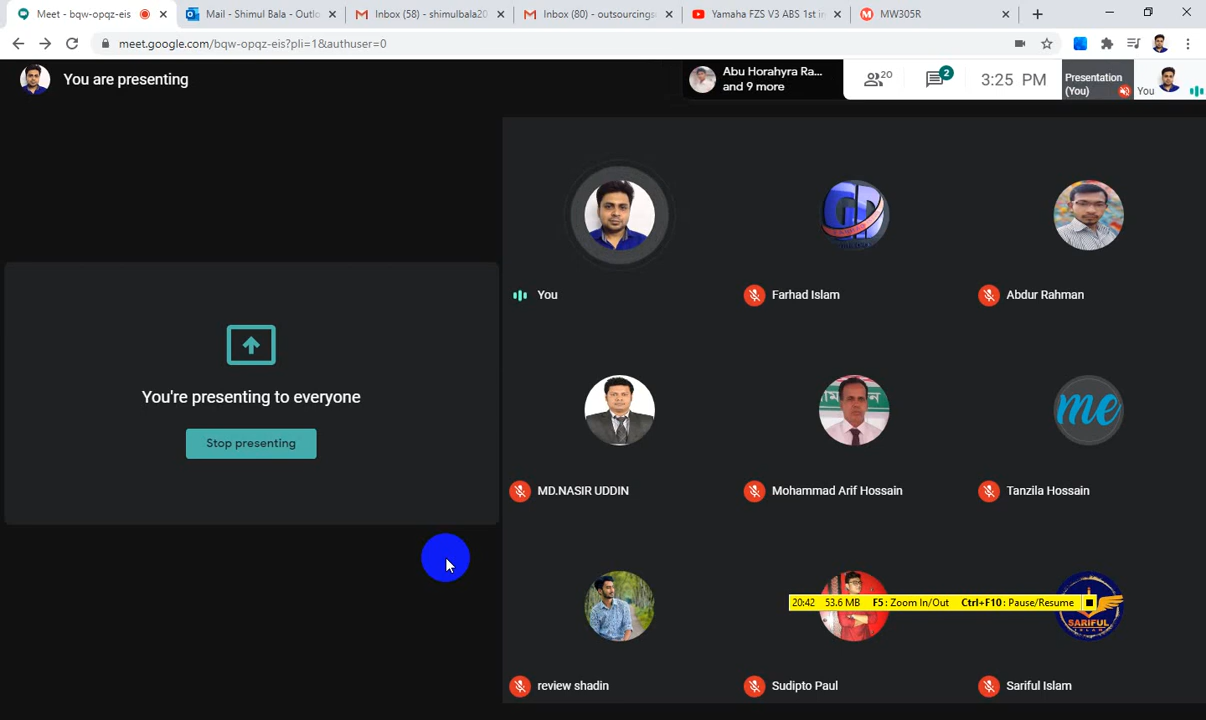 Meet - bqw-opqz-eis
Mail - Shimul Bala - Outlo
Inbox (58) - shimulbala20
Inbox (80) - outsourcings
Yamaha FZS V3 ABS 1st in
MW305R
meet.google.com/bqw-opqz-eis?pli=1&authuser=0
You are presenting
Abu Horahyra Ra...
and 9 more
20
2
3:25 PM
Presentation
(You)
You
You
Farhad Islam
Abdur Rahman
You're presenting to everyone
Stop presenting
me
MD.NASIR UDDIN
Mohammad Arif Hossain
Tanzila Hossain
20:42 53.6 MB F5: Zoom In/Out Ctrl+F10: Pause/Resume
SARIFUL
review shadin
Sudipto Paul
Sariful Islam